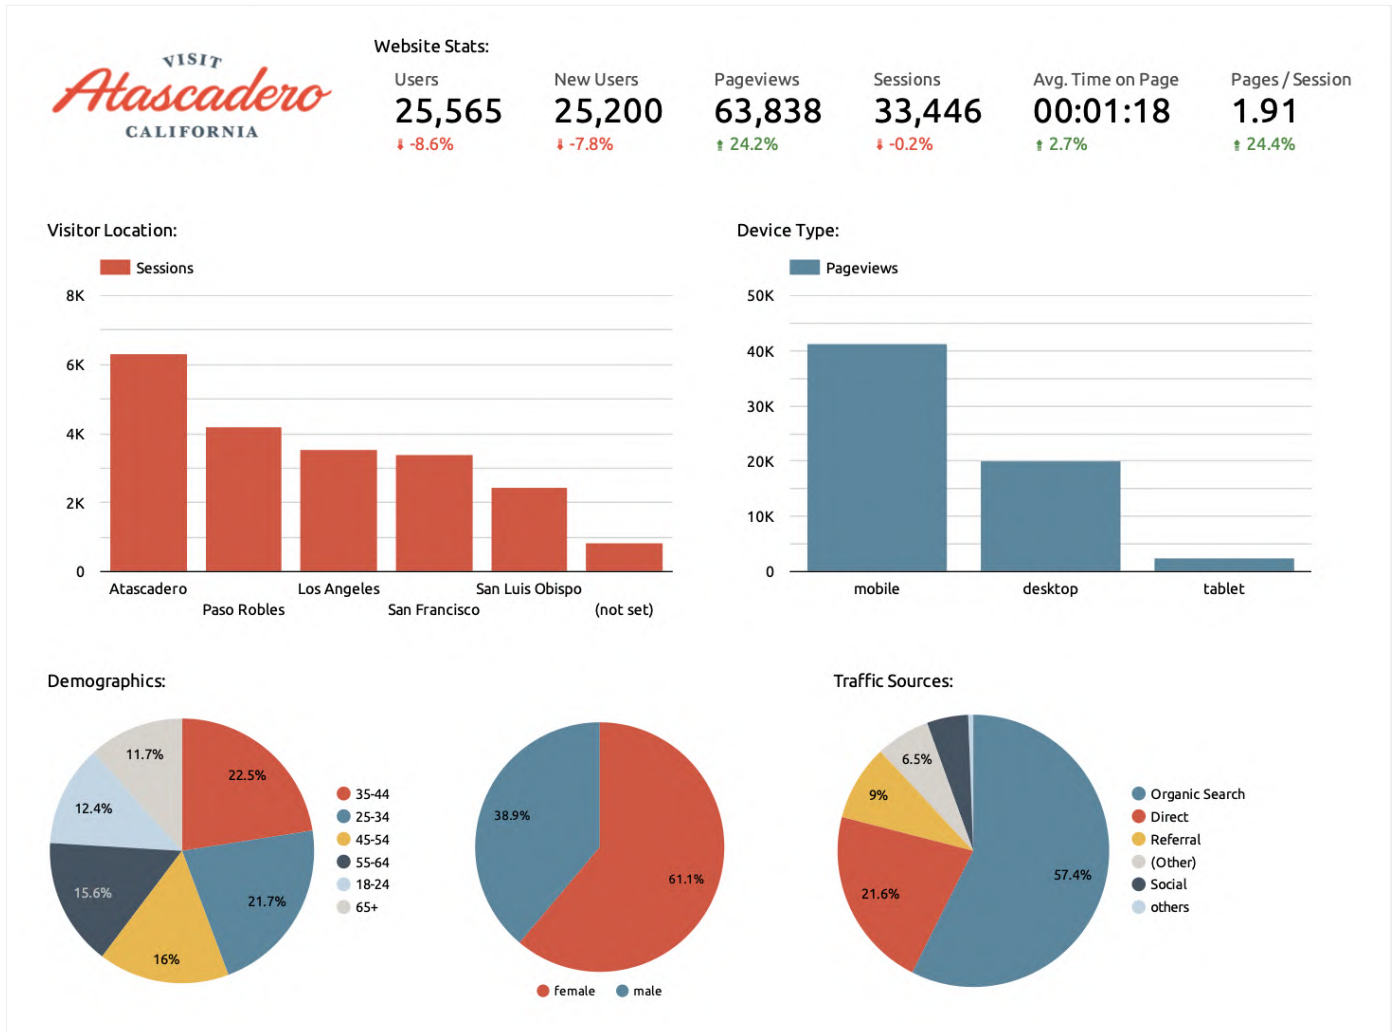 VISIT
Atascadero
CALIFORNIA
Website Stats:
Users
25,565
-8.6%
New Users
25,200
-7.8%
Pageviews
63,838
24.2%
Sessions
33,446
-0.2%
Avg. Time on Page
00:01:18
2.7%
Pages / Session
1.91
24.4%
Visitor Location:
Sessions
8K
6K
4K
2K
0
Atascadero
Paso Robles
Los Angeles
San Francisco
San Luis Obispo
(not set)
Device Type:
Pageviews
50K
40K
30K
20K
10K
0
mobile
desktop
tablet
Demographics:
22.5%
21.7%
16%
15.6%
12.4%
11.7%
35-44
25-34
45-54
55-64
18-24
65+
38.9%
61.1%
female
male
Traffic Sources:
57.4%
21.6%
9%
6.5%
Organic Search
Direct
Referral
(Other)
Social
others